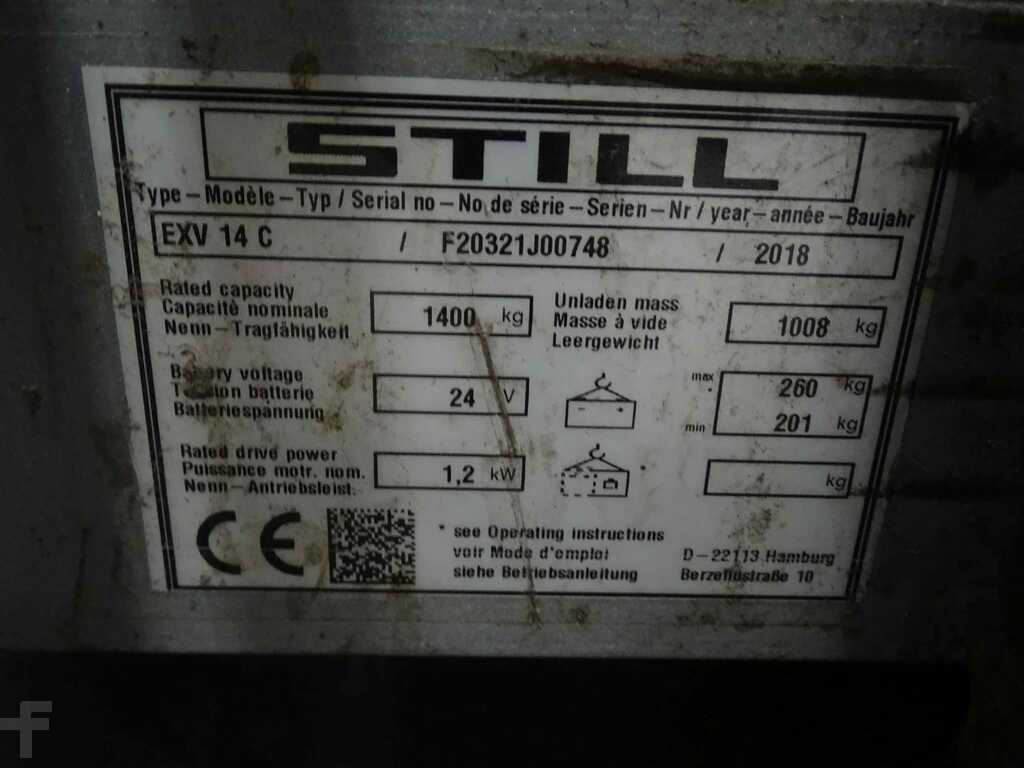 STILL
Type – Modèle – Typ / Serial no – No de série – Serien – Nr / year – année – Baujahr
EXV 14 C / F20321J00748 / 2018
Rated capacity
Capacitè nominale
Nenn – Tragfähigkeit
1400 kg
Unladen mass
Masse à vide
Leergewicht
1008 kg
Battery voltage
Tension batterie
Batteriespannung
24 V
max 260 kg
*
min 201 kg
Rated drive power
Puissance motr. nom.
Nenn – Antriebsleist.
1,2 kW
*
kg
CE
* see Operating instructions
voir Mode d'emploi
siehe Betriebsanleitung
D – 22113 Hamburg
Berzeliusstraße 10
F